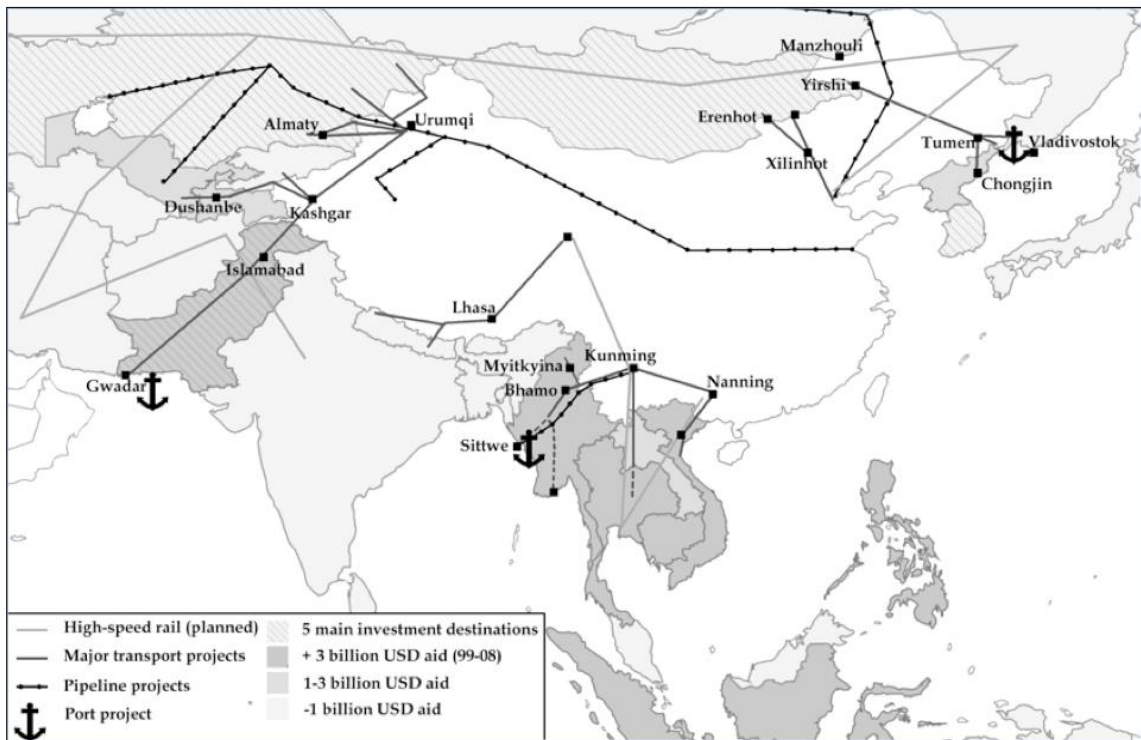 Manzhouli
Yirshi
Almaty
Urumqi
Erenhot
Tumen
Vladivostok
Xilinhot
Chongjin
Dushanbe
Kashgar
Islamabad
Lhasa
Myitkyina
Kunming
Gwadar
Bhamo
Nanning
Sittwe
High-speed rail (planned)
Major transport projects
Pipeline projects
Port project
5 main investment destinations
+ 3 billion USD aid (99-08)
1-3 billion USD aid
-1 billion USD aid